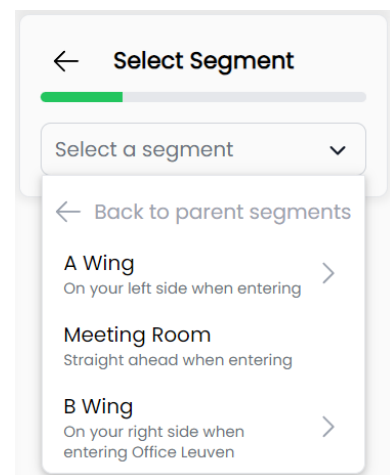 Select Segment
Select a segment
Back to parent segments
A Wing
On your left side when entering
Meeting Room
Straight ahead when entering
B Wing
On your right side when
entering Office Leuven